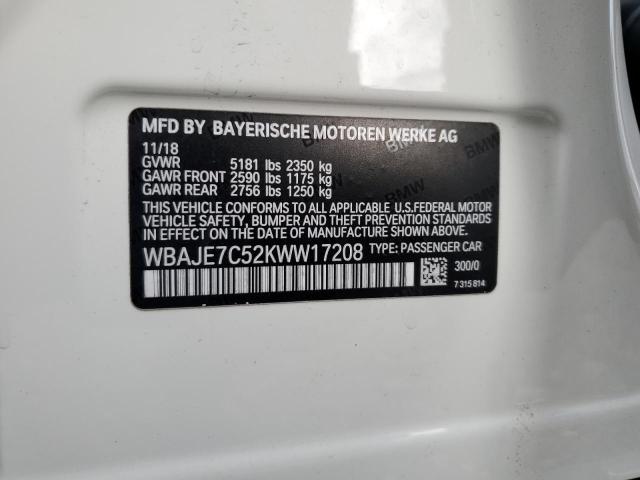 MFD BY BAYERISCHE MOTOREN WERKE AG
11/18
GVWR 5181 lbs 2350 kg
GAWR FRONT 2590 lbs 1175 kg
GAWR REAR 2756 lbs 1250 kg
THIS VEHICLE CONFORMS TO ALL APPLICABLE U.S.FEDERAL MOTOR
VEHICLE SAFETY, BUMPER AND THEFT PREVENTION STANDARDS
IN EFFECT ON THE DATE OF MANUFACTURE SHOWN ABOVE.
WBAJE7C52KWW17208 TYPE: PASSENGER CAR
300/0
7 315 814